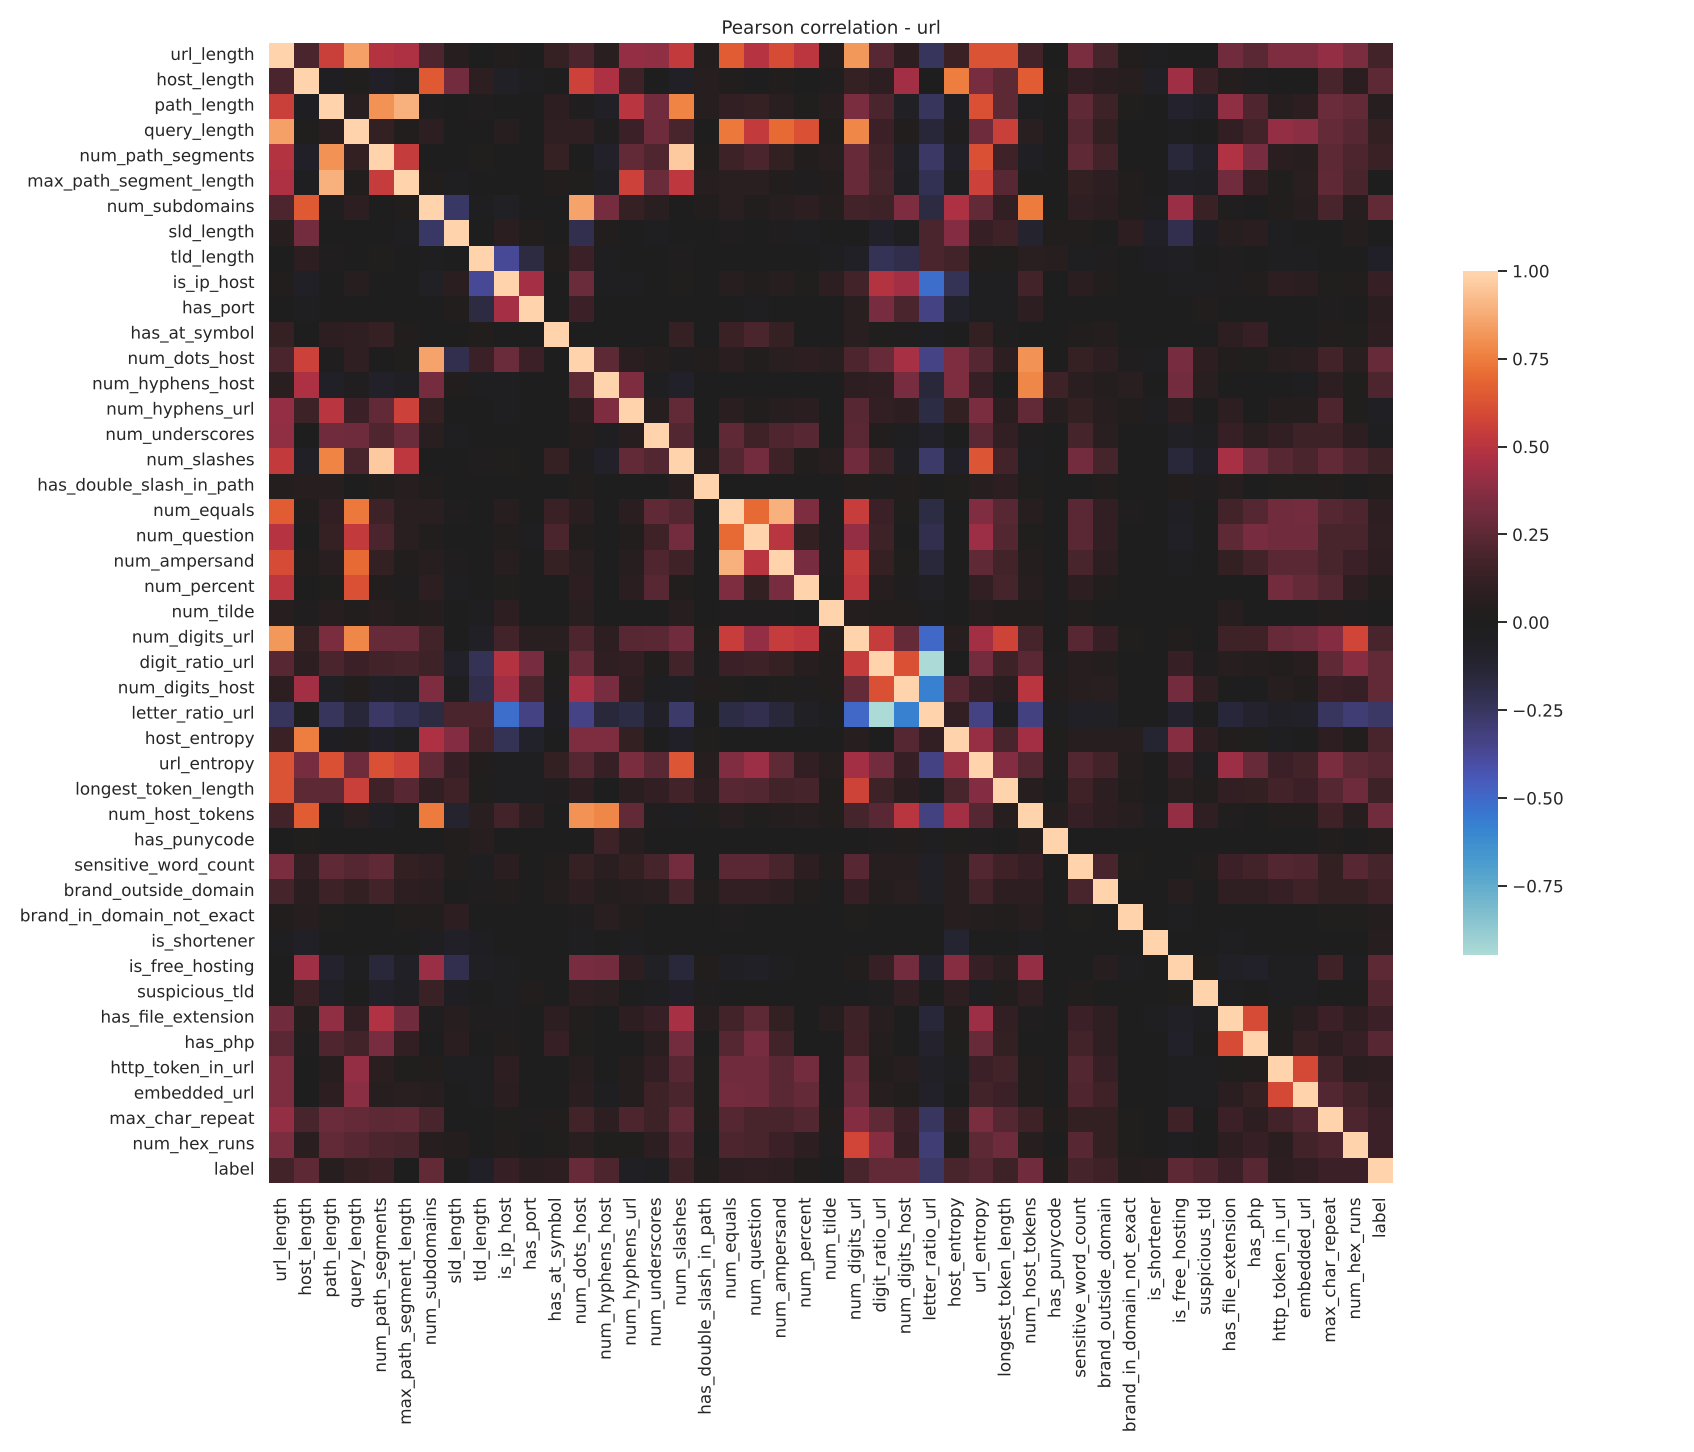 Pearson correlation - url
url_length
host_length
path_length
query_length
num_path_segments
max_path_segment_length
num_subdomains
sld_length
tld_length
is_ip_host
has_port
has_at_symbol
num_dots_host
num_hyphens_host
num_hyphens_url
num_underscores
num_slashes
has_double_slash_in_path
num_equals
num_question
num_ampersand
num_percent
num_tilde
num_digits_url
digit_ratio_url
num_digits_host
letter_ratio_url
host_entropy
url_entropy
longest_token_length
num_host_tokens
has_punycode
sensitive_word_count
brand_outside_domain
brand_in_domain_not_exact
is_shortener
is_free_hosting
suspicious_tld
has_file_extension
has_php
http_token_in_url
embedded_url
max_char_repeat
num_hex_runs
label
url_length
host_length
path_length
query_length
num_path_segments
max_path_segment_length
num_subdomains
sld_length
tld_length
is_ip_host
has_port
has_at_symbol
num_dots_host
num_hyphens_host
num_hyphens_url
num_underscores
num_slashes
has_double_slash_in_path
num_equals
num_question
num_ampersand
num_percent
num_tilde
num_digits_url
digit_ratio_url
num_digits_host
letter_ratio_url
host_entropy
url_entropy
longest_token_length
num_host_tokens
has_punycode
sensitive_word_count
brand_outside_domain
brand_in_domain_not_exact
is_shortener
is_free_hosting
suspicious_tld
has_file_extension
has_php
http_token_in_url
embedded_url
max_char_repeat
num_hex_runs
label
1.00
0.75
0.50
0.25
0.00
−0.25
−0.50
−0.75